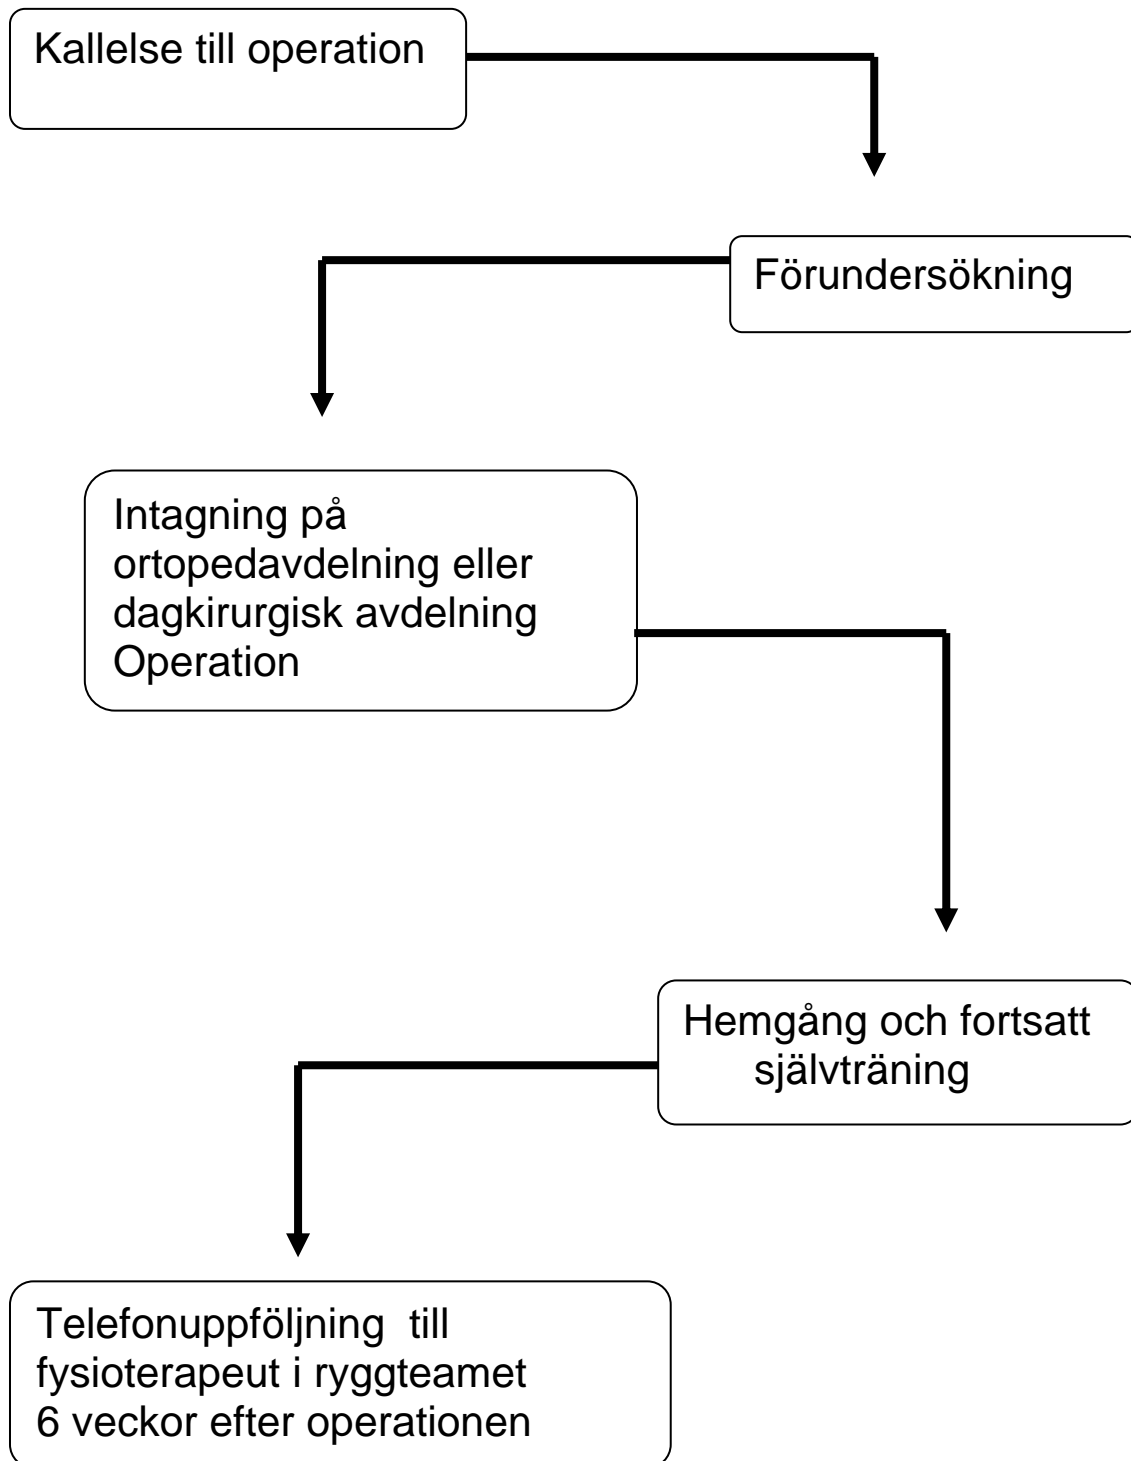 Kallelse till operation
Förundersökning
Intagning på
ortopedavdelning eller
dagkirurgisk avdelning
Operation
Hemgång och fortsatt
självträning
Telefonuppföljning  till
fysioterapeut i ryggteamet
6 veckor efter operationen